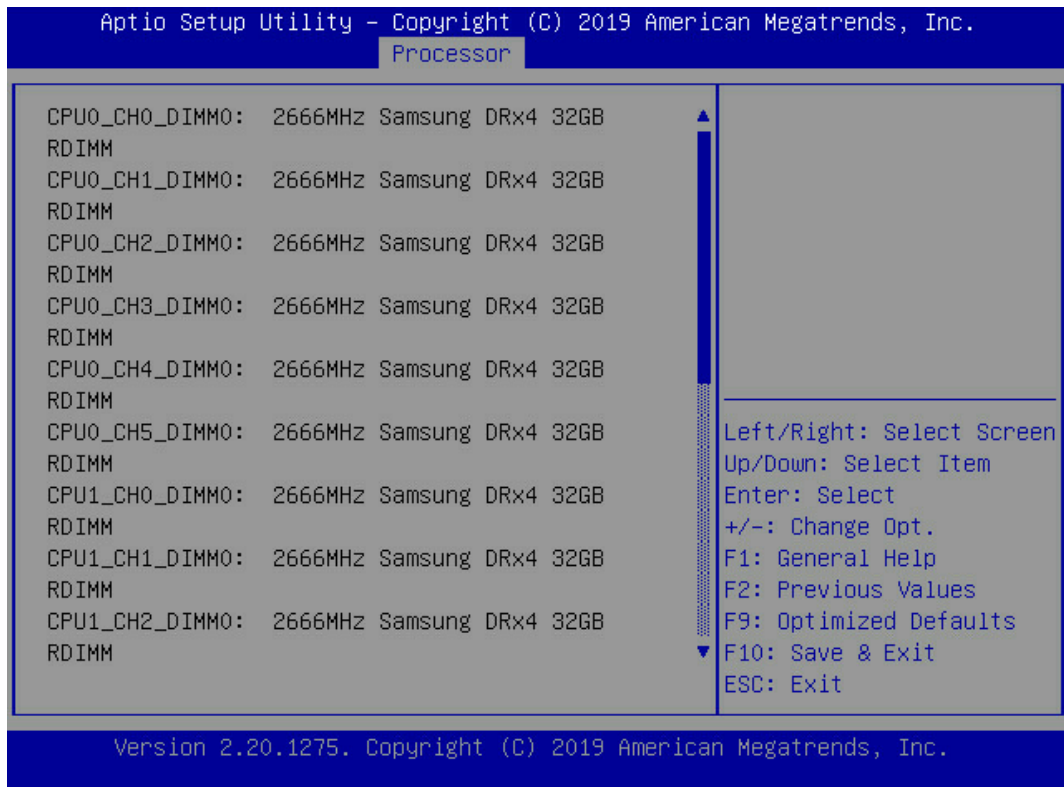 Aptio Setup Utility – Copyright (C) 2019 American Megatrends, Inc.
Processor
CPU0_CH0_DIMM0: 2666MHz Samsung DRx4 32GB
RDIMM
CPU0_CH1_DIMM0: 2666MHz Samsung DRx4 32GB
RDIMM
CPU0_CH2_DIMM0: 2666MHz Samsung DRx4 32GB
RDIMM
CPU0_CH3_DIMM0: 2666MHz Samsung DRx4 32GB
RDIMM
CPU0_CH4_DIMM0: 2666MHz Samsung DRx4 32GB
RDIMM
CPU0_CH5_DIMM0: 2666MHz Samsung DRx4 32GB
RDIMM
CPU1_CH0_DIMM0: 2666MHz Samsung DRx4 32GB
RDIMM
CPU1_CH1_DIMM0: 2666MHz Samsung DRx4 32GB
RDIMM
CPU1_CH2_DIMM0: 2666MHz Samsung DRx4 32GB
RDIMM
Left/Right: Select Screen
Up/Down: Select Item
Enter: Select
+/-: Change Opt.
F1: General Help
F2: Previous Values
F9: Optimized Defaults
F10: Save & Exit
ESC: Exit
Version 2.20.1275. Copyright (C) 2019 American Megatrends, Inc.